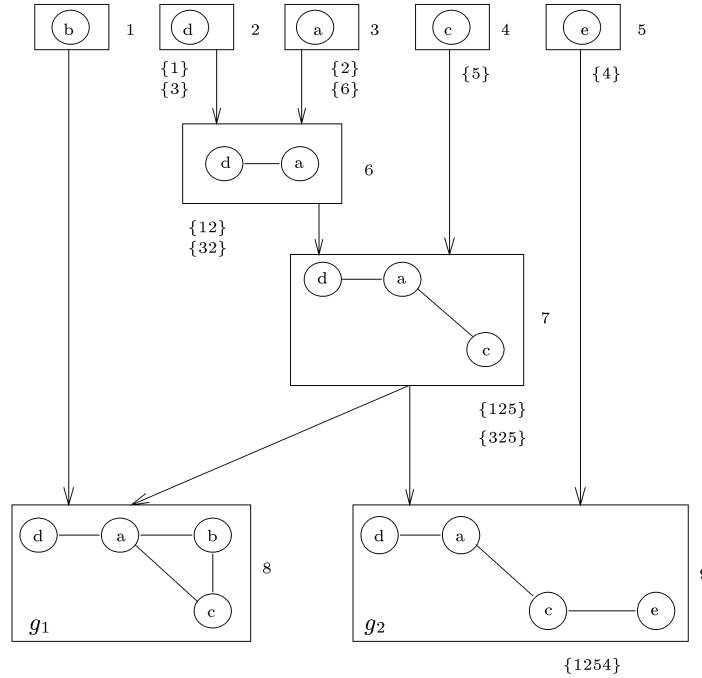 b 1 d 2 a 3 c 4 e 5
{1} {2} {5} {4}
{3} {6}
d a 6
{12}
{32}
d a
7
c
{125}
{325}
d a b d a
8
c c e
g1 g2
{1254}